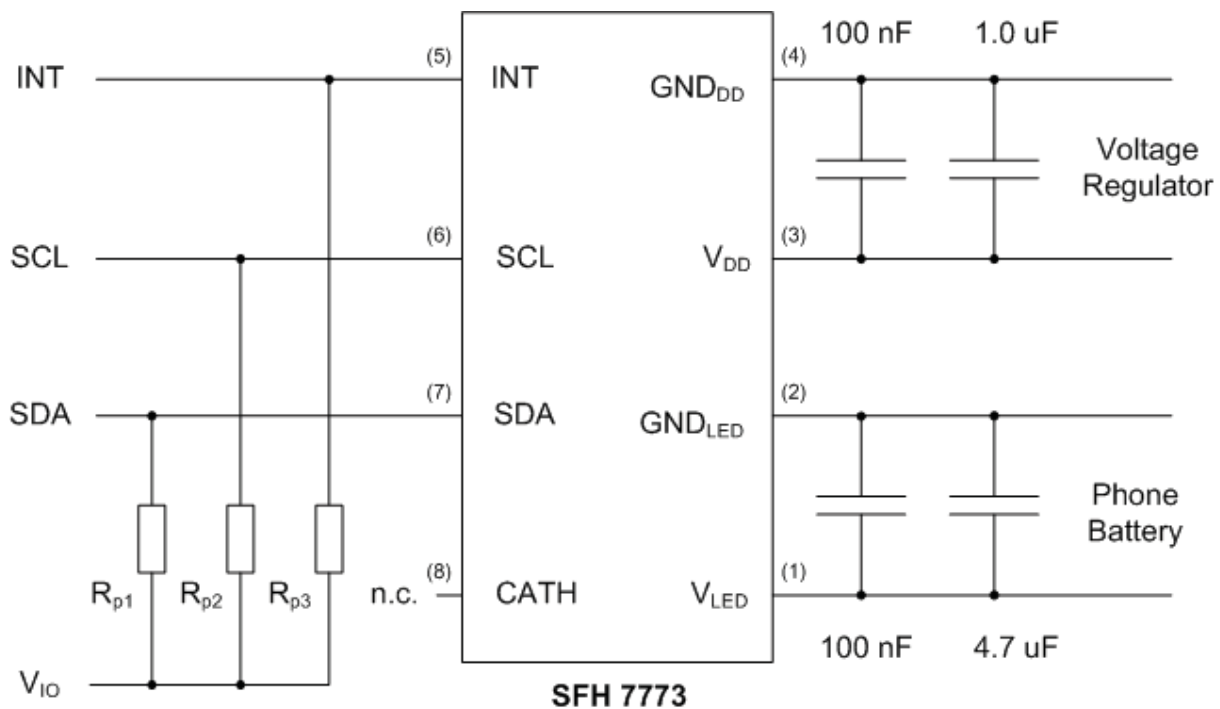 100 nF 1.0 uF
INT (5) INT GND_DD (4)
Voltage
Regulator
SCL (6) SCL V_DD (3)
SDA (7) SDA GND_LED (2)
Phone
Battery
R_p1 R_p2 R_p3 n.c. (8) CATH V_LED (1)
100 nF 4.7 uF
V_IO
SFH 7773